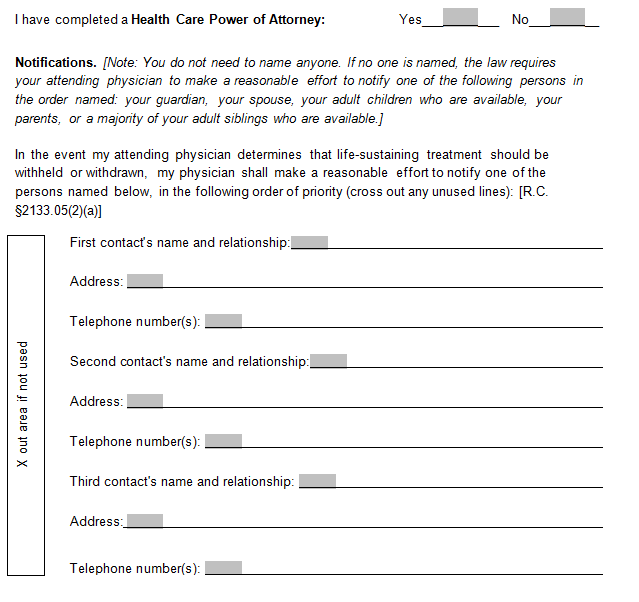 I have completed a Health Care Power of Attorney: Yes No
Notifications. [Note: You do not need to name anyone. If no one is named, the law requires
your attending physician to make a reasonable effort to notify one of the following persons in
the order named: your guardian, your spouse, your adult children who are available, your
parents, or a majority of your adult siblings who are available.]
In the event my attending physician determines that life-sustaining treatment should be
withheld or withdrawn, my physician shall make a reasonable effort to notify one of the
persons named below, in the following order of priority (cross out any unused lines): [R.C.
§2133.05(2)(a)]
X out area if not used
First contact's name and relationship:
Address:
Telephone number(s):
Second contact's name and relationship:
Address:
Telephone number(s):
Third contact's name and relationship:
Address:
Telephone number(s):